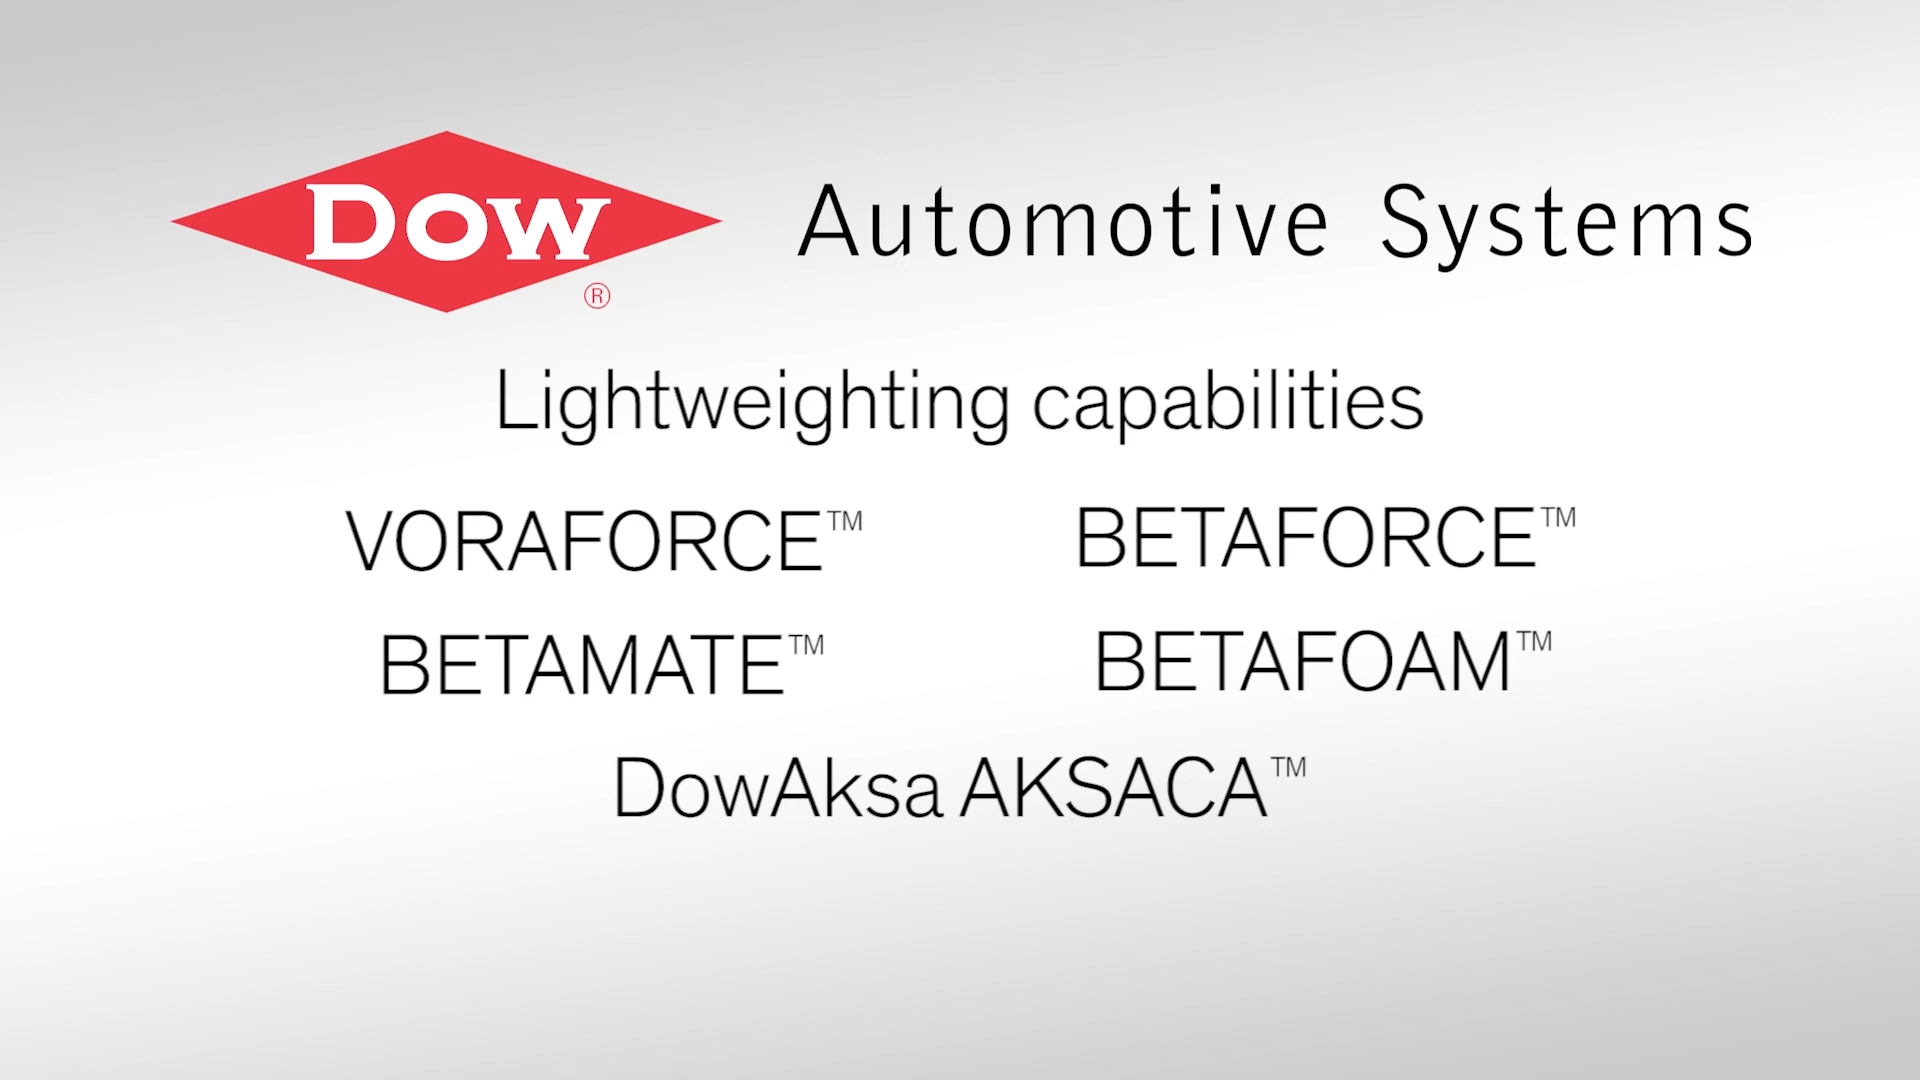 DOW® Automotive Systems
Lightweighting capabilities
VORAFORCE™ BETAFORCE™
BETAMATE™ BETAFOAM™
DowAksa AKSACA™